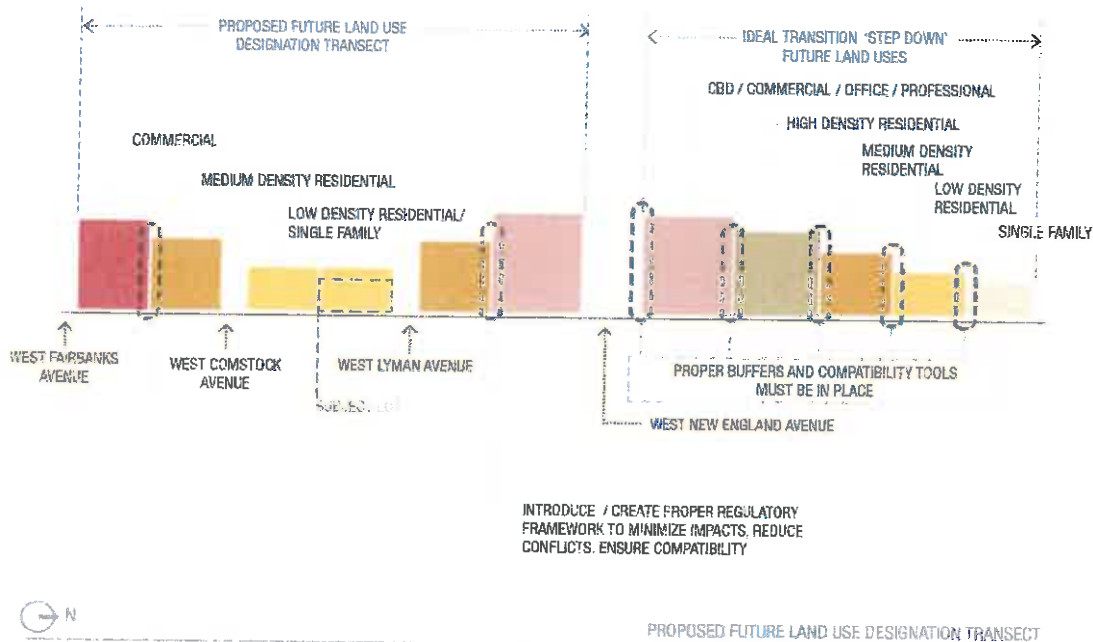 PROPOSED FUTURE LAND USE
DESIGNATION TRANSECT
IDEAL TRANSITION "STEP DOWN"
FUTURE LAND USES
CBD / COMMERCIAL / OFFICE / PROFESSIONAL
HIGH DENSITY RESIDENTIAL
MEDIUM DENSITY
RESIDENTIAL
LOW DENSITY
RESIDENTIAL
SINGLE FAMILY
COMMERCIAL
MEDIUM DENSITY RESIDENTIAL
LOW DENSITY RESIDENTIAL/
SINGLE FAMILY
WEST FAIRBANKS
AVENUE
WEST COMSTOCK
AVENUE
WEST LYMAN AVENUE
SUBJECT
PROPER BUFFERS AND COMPATIBILITY TOOLS
MUST BE IN PLACE
WEST NEW ENGLAND AVENUE
INTRODUCE / CREATE PROPER REGULATORY
FRAMEWORK TO MINIMIZE IMPACTS, REDUCE
CONFLICTS, ENSURE COMPATIBILITY
N
PROPOSED FUTURE LAND USE DESIGNATION TRANSECT